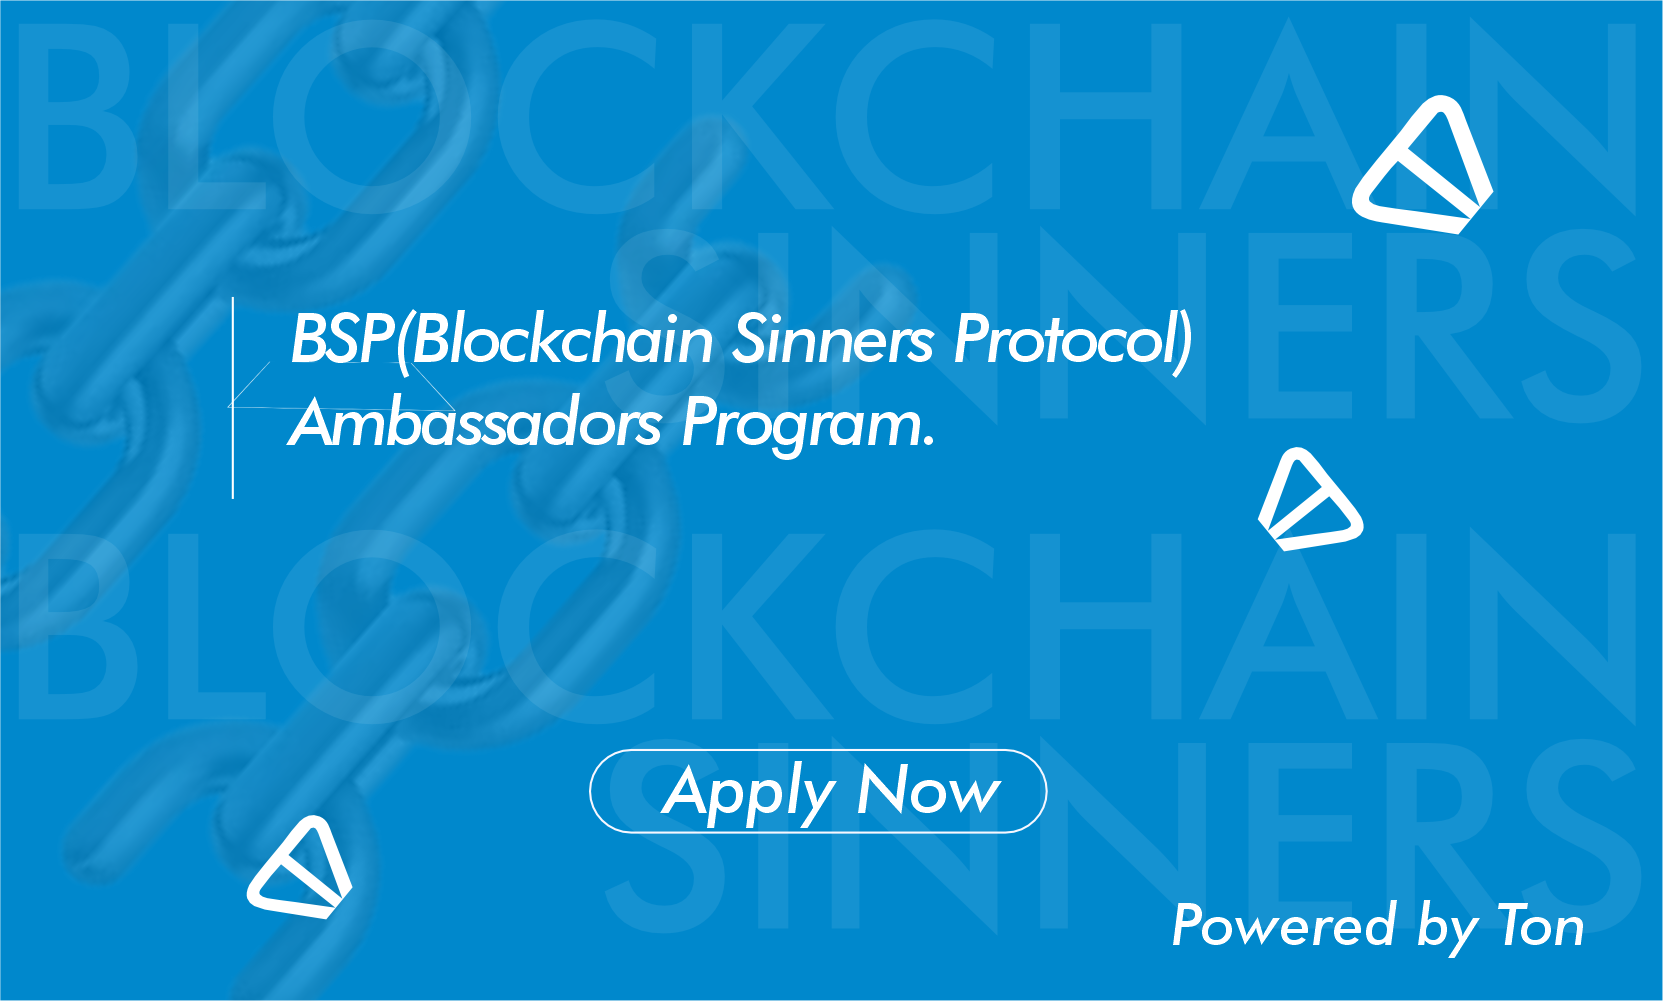 BLOCKCHAIN
SINNERS
BSP(Blockchain Sinners Protocol)
Ambassadors Program.
BLOCKCHAIN
SINNERS
Apply Now
Powered by Ton